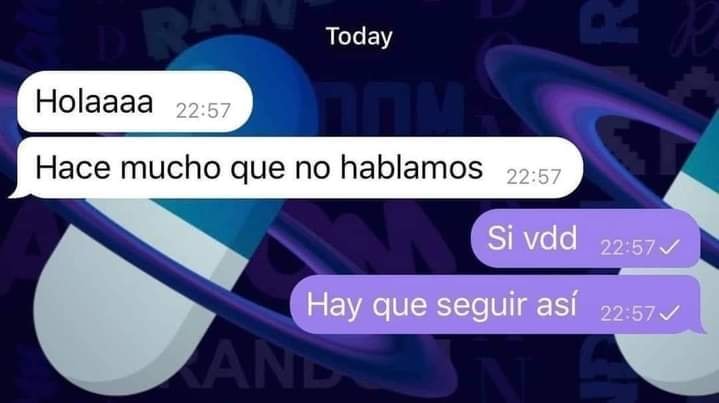 Today
Holaaaa 22:57
Hace mucho que no hablamos 22:57
Si vdd 22:57
Hay que seguir así 22:57
RANDOM